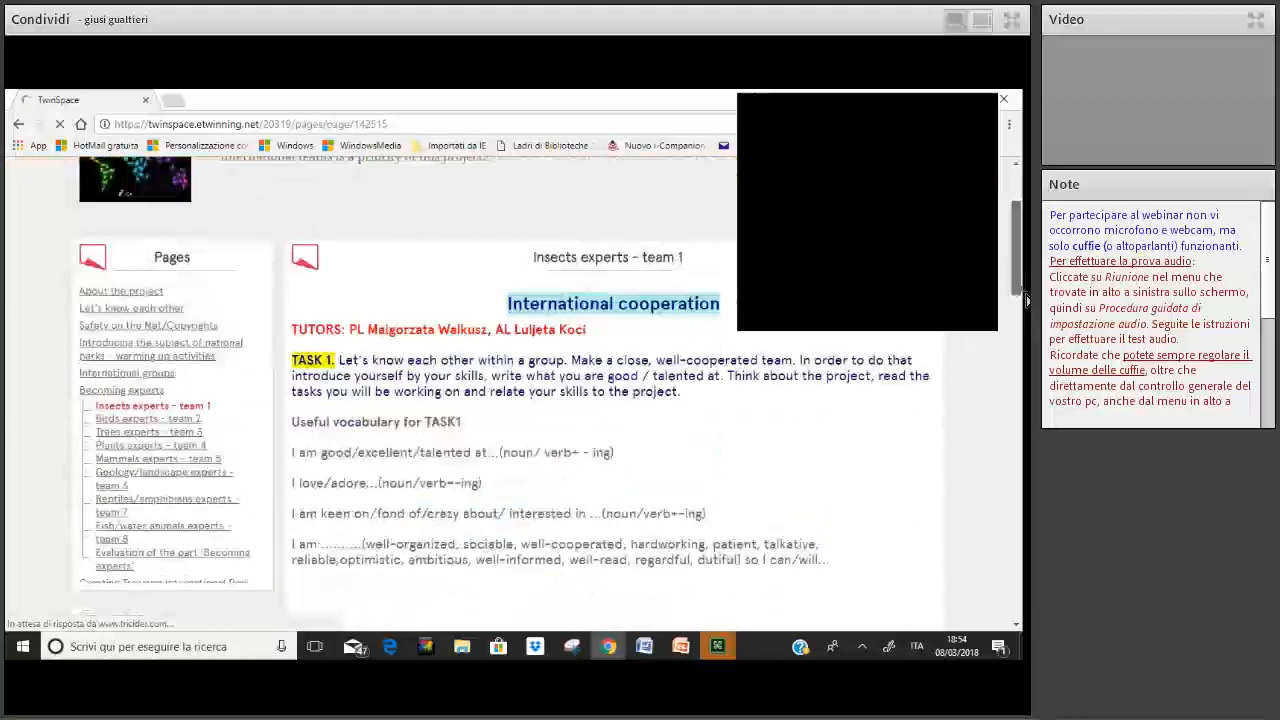 Condividi - giusi gualtieri
TwinSpace
https://twinspace.etwinning.net/20319/pages/page/142515
App HotMail gratuita Personalizzazione co Windows WindowsMedia Importati da IE Ladri di Biblioteche Nuovo i-Companion
International teams is a priority of this project.
Pages
About the project
Let's know each other
Safety on the Net/Copyrights
Introducing the subject of national
parks - warming up activities
International groups
Becoming experts
Insects experts - team 1
Birds experts - team 2
Trees experts - team 3
Plants experts - team 4
Mammals experts - team 5
Geology/landscape experts -
team 6
Reptiles/amphibians experts -
team 7
Fish/water animals experts -
team 8
Evaluation of the part 'Becoming
experts'
Insects experts - team 1
International cooperation
TUTORS: PL Małgorzata Walkusz, AL Luljeta Koci
TASK 1. Let's know each other within a group. Make a close, well-cooperated team. In order to do that
introduce yourself by your skills, write what you are good / talented at. Think about the project, read the
tasks you will be working on and relate your skills to the project.
Useful vocabulary for TASK1
I am good/excellent/talented at...(noun/ verb+ - ing)
I love/adore...(noun/verb+-ing)
I am keen on/fond of/crazy about/ interested in ...(noun/verb+-ing)
I am ..........(well-organized, sociable, well-cooperated, hardworking, patient, talkative,
reliable,optimistic, ambitious, well-informed, well-read, regardful, dutiful) so I can/will...
In attesa di risposta da www.tricider.com...
Scrivi qui per eseguire la ricerca
47
ITA
18:54
08/03/2018
1
Video
Note
Per partecipare al webinar non vi
occorrono microfono e webcam, ma
solo cuffie (o altoparlanti) funzionanti.
Per effettuare la prova audio:
Cliccate su Riunione nel menu che
trovate in alto a sinistra sullo schermo,
quindi su Procedura guidata di
impostazione audio. Seguite le istruzioni
per effettuare il test audio.
Ricordate che potete sempre regolare il
volume delle cuffie, oltre che
direttamente dal controllo generale del
vostro pc, anche dal menu in alto a